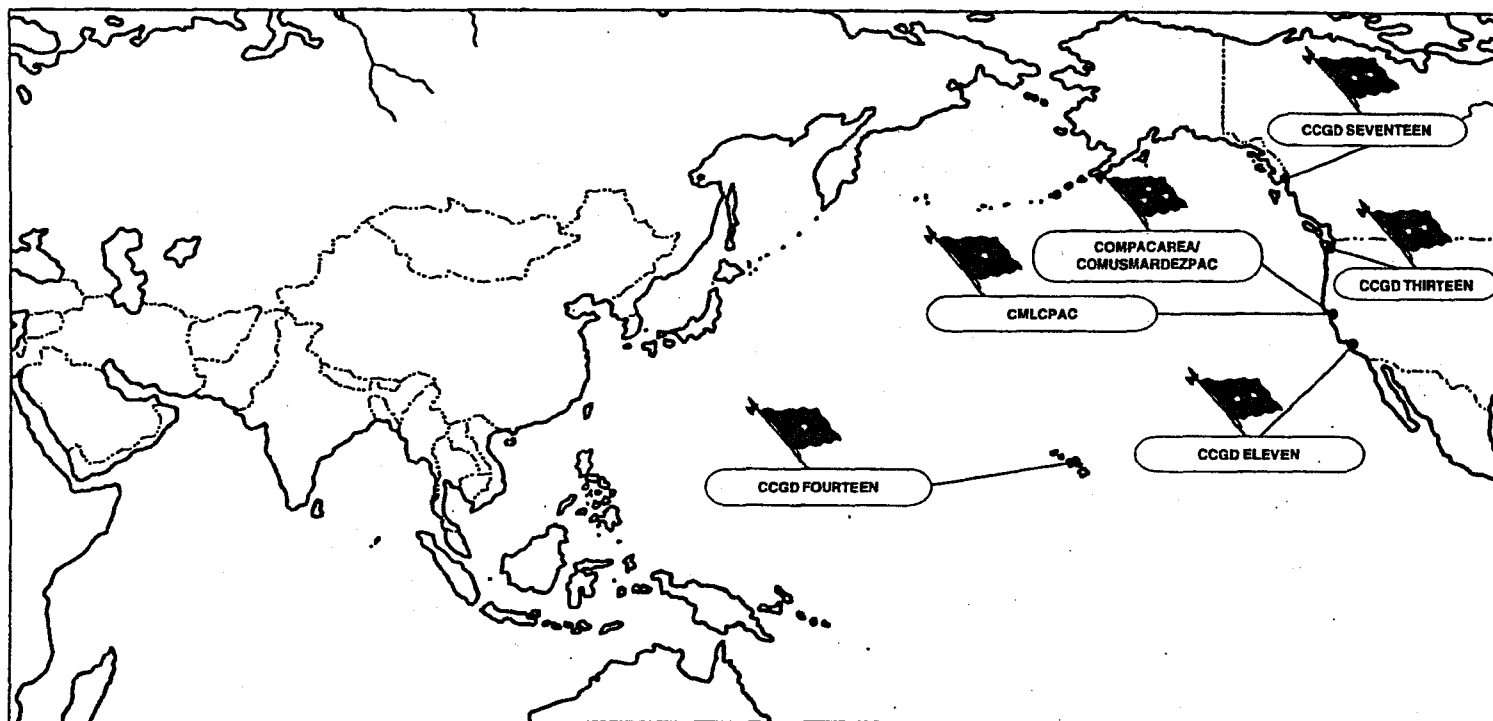 CCGD SEVENTEEN
COMPACAREA/
COMUSMARDEZPAC
CCGD THIRTEEN
CMLCPAC
CCGD ELEVEN
CCGD FOURTEEN